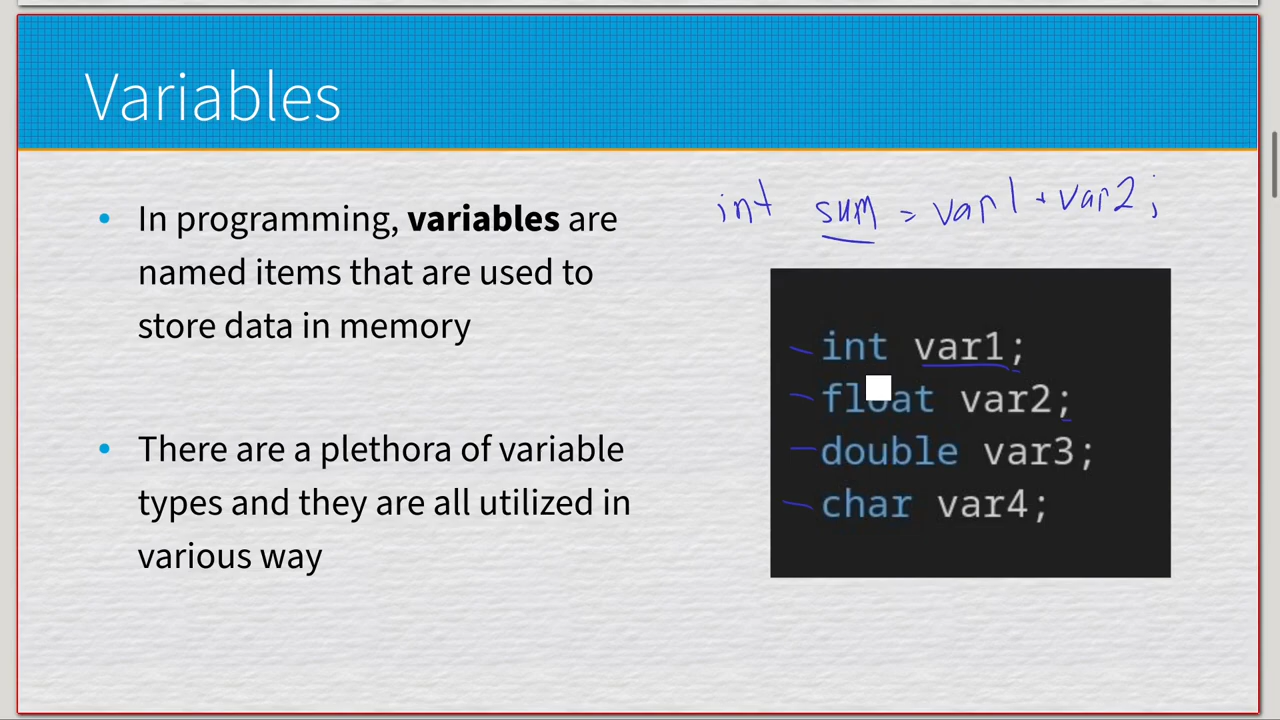 Variables
int sum = var1 + var2;
• In programming, variables are
named items that are used to
store data in memory
• There are a plethora of variable
types and they are all utilized in
various way
int var1;
float var2;
double var3;
char var4;